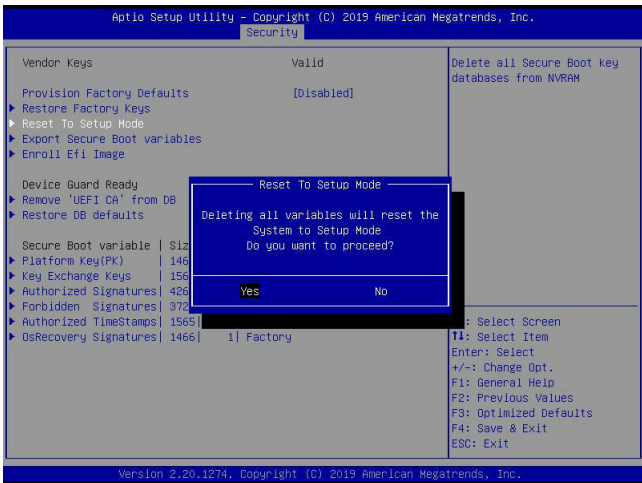 Aptio Setup Utility – Copyright (C) 2019 American Megatrends, Inc.
Security
Vendor Keys Valid
Provision Factory Defaults [Disabled]
Restore Factory Keys
Reset To Setup Mode
Export Secure Boot variables
Enroll Efi Image
Device Guard Ready
Remove 'UEFI CA' from DB
Restore DB defaults
Secure Boot variable | Siz
Platform Key(PK) | 146
Key Exchange Keys | 156
Authorized Signatures| 426
Forbidden Signatures| 372
Authorized TimeStamps| 1565|
OsRecovery Signatures| 1466| 1| Factory
Reset To Setup Mode
Deleting all variables will reset the
System to Setup Mode
Do you want to proceed?
Yes No
Delete all Secure Boot key
databases from NVRAM
: Select Screen
↑↓: Select Item
Enter: Select
+/-: Change Opt.
F1: General Help
F2: Previous Values
F3: Optimized Defaults
F4: Save & Exit
ESC: Exit
Version 2.20.1274. Copyright (C) 2019 American Megatrends, Inc.